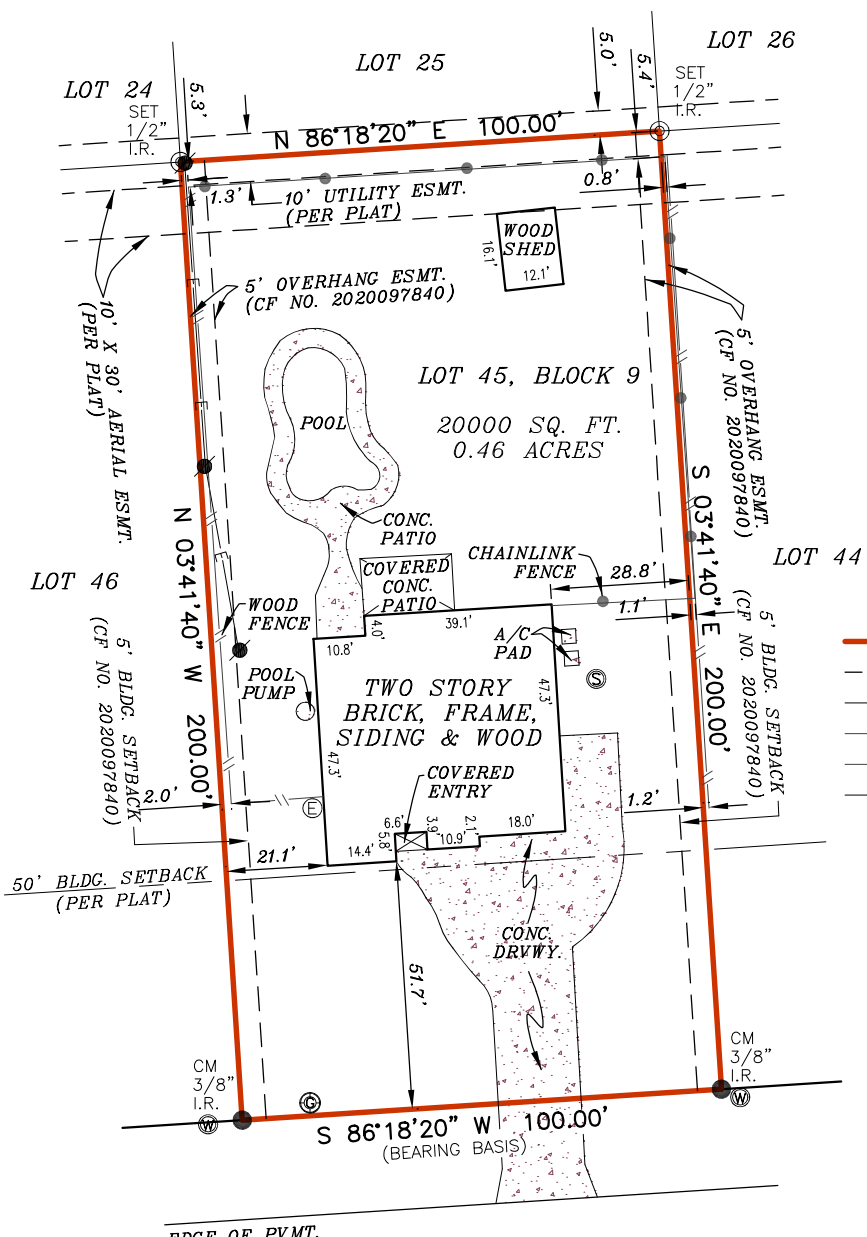 LOT 24
LOT 25
LOT 26
SET
1/2"
I.R.
5.3'
5.0'
5.4'
SET
1/2"
I.R.
N 86°18'20" E 100.00'
1.3'
10' UTILITY ESMT.
(PER PLAT)
0.8'
WOOD
SHED
16.1'
12.1'
5' OVERHANG ESMT.
(CF NO. 2020097840)
10' X 30' AERIAL ESMT.
(PER PLAT)
5' OVERHANG ESMT.
(CF NO. 2020097840)
LOT 45, BLOCK 9
20000 SQ. FT.
0.46 ACRES
POOL
CONC.
PATIO
N 03°41'40" W 200.00'
S 03°41'40" E 200.00'
LOT 46
LOT 44
COVERED
CONC.
PATIO
CHAINLINK
FENCE
28.8'
1.1'
WOOD
FENCE
4.0'
39.1'
10.8'
A/C
PAD
S
5' BLDG. SETBACK
(CF NO. 2020097840)
5' BLDG. SETBACK
(CF NO. 2020097840)
POOL
PUMP
TWO STORY
BRICK, FRAME,
SIDING & WOOD
47.3'
47.3'
COVERED
ENTRY
2.0'
E
1.2'
6.6'
5.8'
3.9'
10.9'
2.1'
18.0'
14.4'
21.1'
50' BLDG. SETBACK
(PER PLAT)
CONC.
DRVWY.
51.7'
CM
3/8"
I.R.
CM
3/8"
I.R.
G
W
W
S 86°18'20" W 100.00'
(BEARING BASIS)
EDGE OF PVMT.
E
E
E